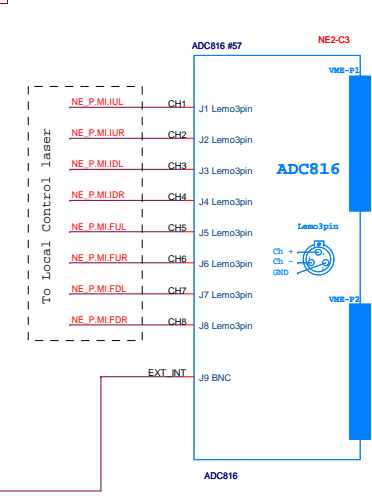 NE2-C3
ADC816 #57
VME-P1
NE_P.MI.IUL CH1 J1 Lemo3pin
NE_P.MI.IUR CH2 J2 Lemo3pin
NE_P.MI.IDL CH3 J3 Lemo3pin
ADC816
NE_P.MI.IDR CH4 J4 Lemo3pin
To Local Control laser
NE_P.MI.FUL CH5 J5 Lemo3pin
Lemo3pin
Ch +
NE_P.MI.FUR CH6 J6 Lemo3pin
Ch -
GND
NE_P.MI.FDL CH7 J7 Lemo3pin
VME-P2
NE_P.MI.FDR CH8 J8 Lemo3pin
EXT_INT J9 BNC
ADC816